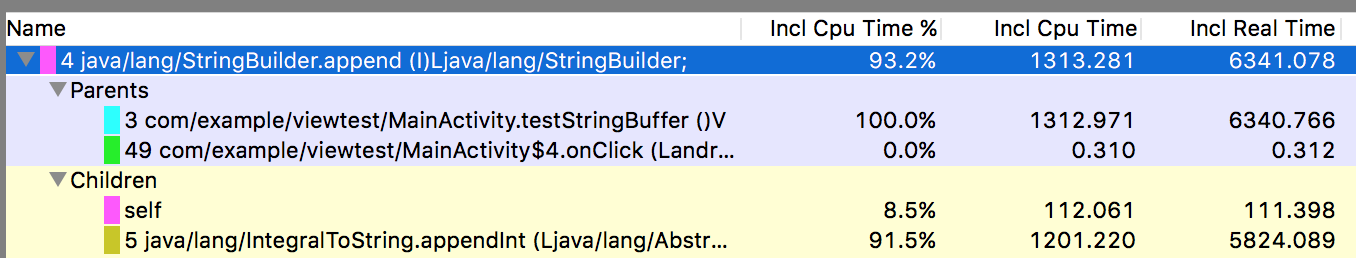 Name Incl Cpu Time % Incl Cpu Time Incl Real Time
4 java/lang/StringBuilder.append (I)Ljava/lang/StringBuilder; 93.2% 1313.281 6341.078
Parents
3 com/example/viewtest/MainActivity.testStringBuffer ()V 100.0% 1312.971 6340.766
49 com/example/viewtest/MainActivity$4.onClick (Landr... 0.0% 0.310 0.312
Children
self 8.5% 112.061 111.398
5 java/lang/IntegralToString.appendInt (Ljava/lang/Abstr... 91.5% 1201.220 5824.089